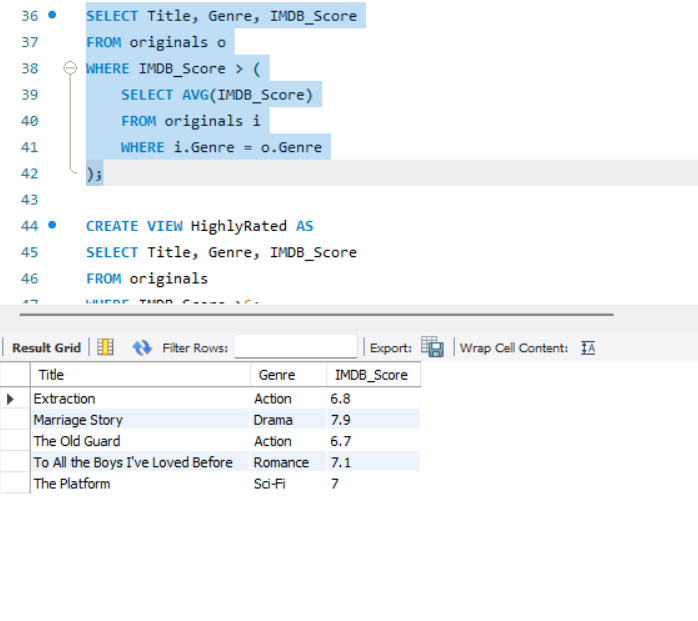 36 SELECT Title, Genre, IMDB_Score
37 FROM originals o
38 WHERE IMDB_Score > (
39 SELECT AVG(IMDB_Score)
40 FROM originals i
41 WHERE i.Genre = o.Genre
42 );
43
44 CREATE VIEW HighlyRated AS
45 SELECT Title, Genre, IMDB_Score
46 FROM originals
47 WHERE IMDB_Score >6;
Result Grid Filter Rows: Export: Wrap Cell Content: IA
Title Genre IMDB_Score
Extraction Action 6.8
Marriage Story Drama 7.9
The Old Guard Action 6.7
To All the Boys I've Loved Before Romance 7.1
The Platform Sci-Fi 7